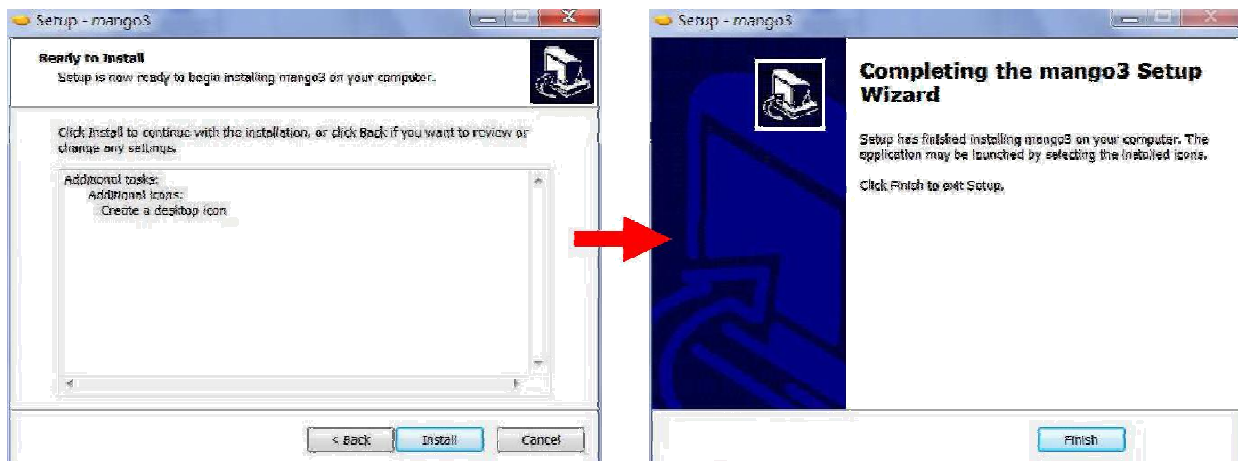 Setup - mango3
Ready to Install
Setup is now ready to begin installing mango3 on your computer.
Click Install to continue with the installation, or click Back if you want to review or
change any settings.
Additional tasks:
Additional icons:
Create a desktop icon
< Back
Install
Cancel
Setup - mango3
Completing the mango3 Setup
Wizard
Setup has finished installing mango3 on your computer. The
application may be launched by selecting the installed icons.
Click Finish to exit Setup.
Finish